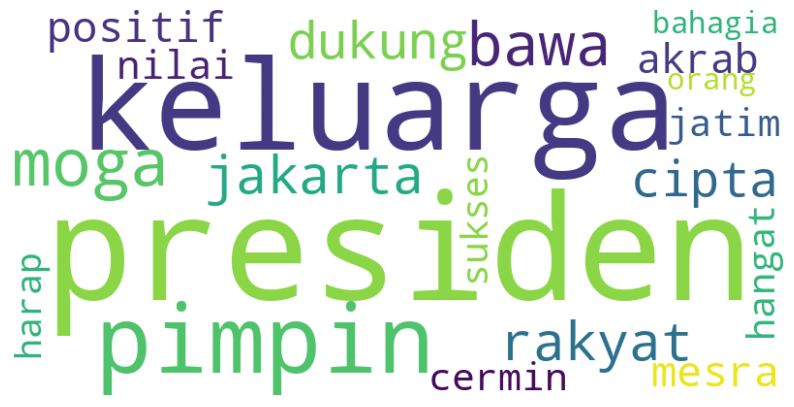 positif
dukung
bawa
bahagia
nilai
akrab
orang
keluarga
jatim
moga
jakarta
sukses
cipta
presiden
hangat
harap
pimpin
rakyat
cermin
mesra